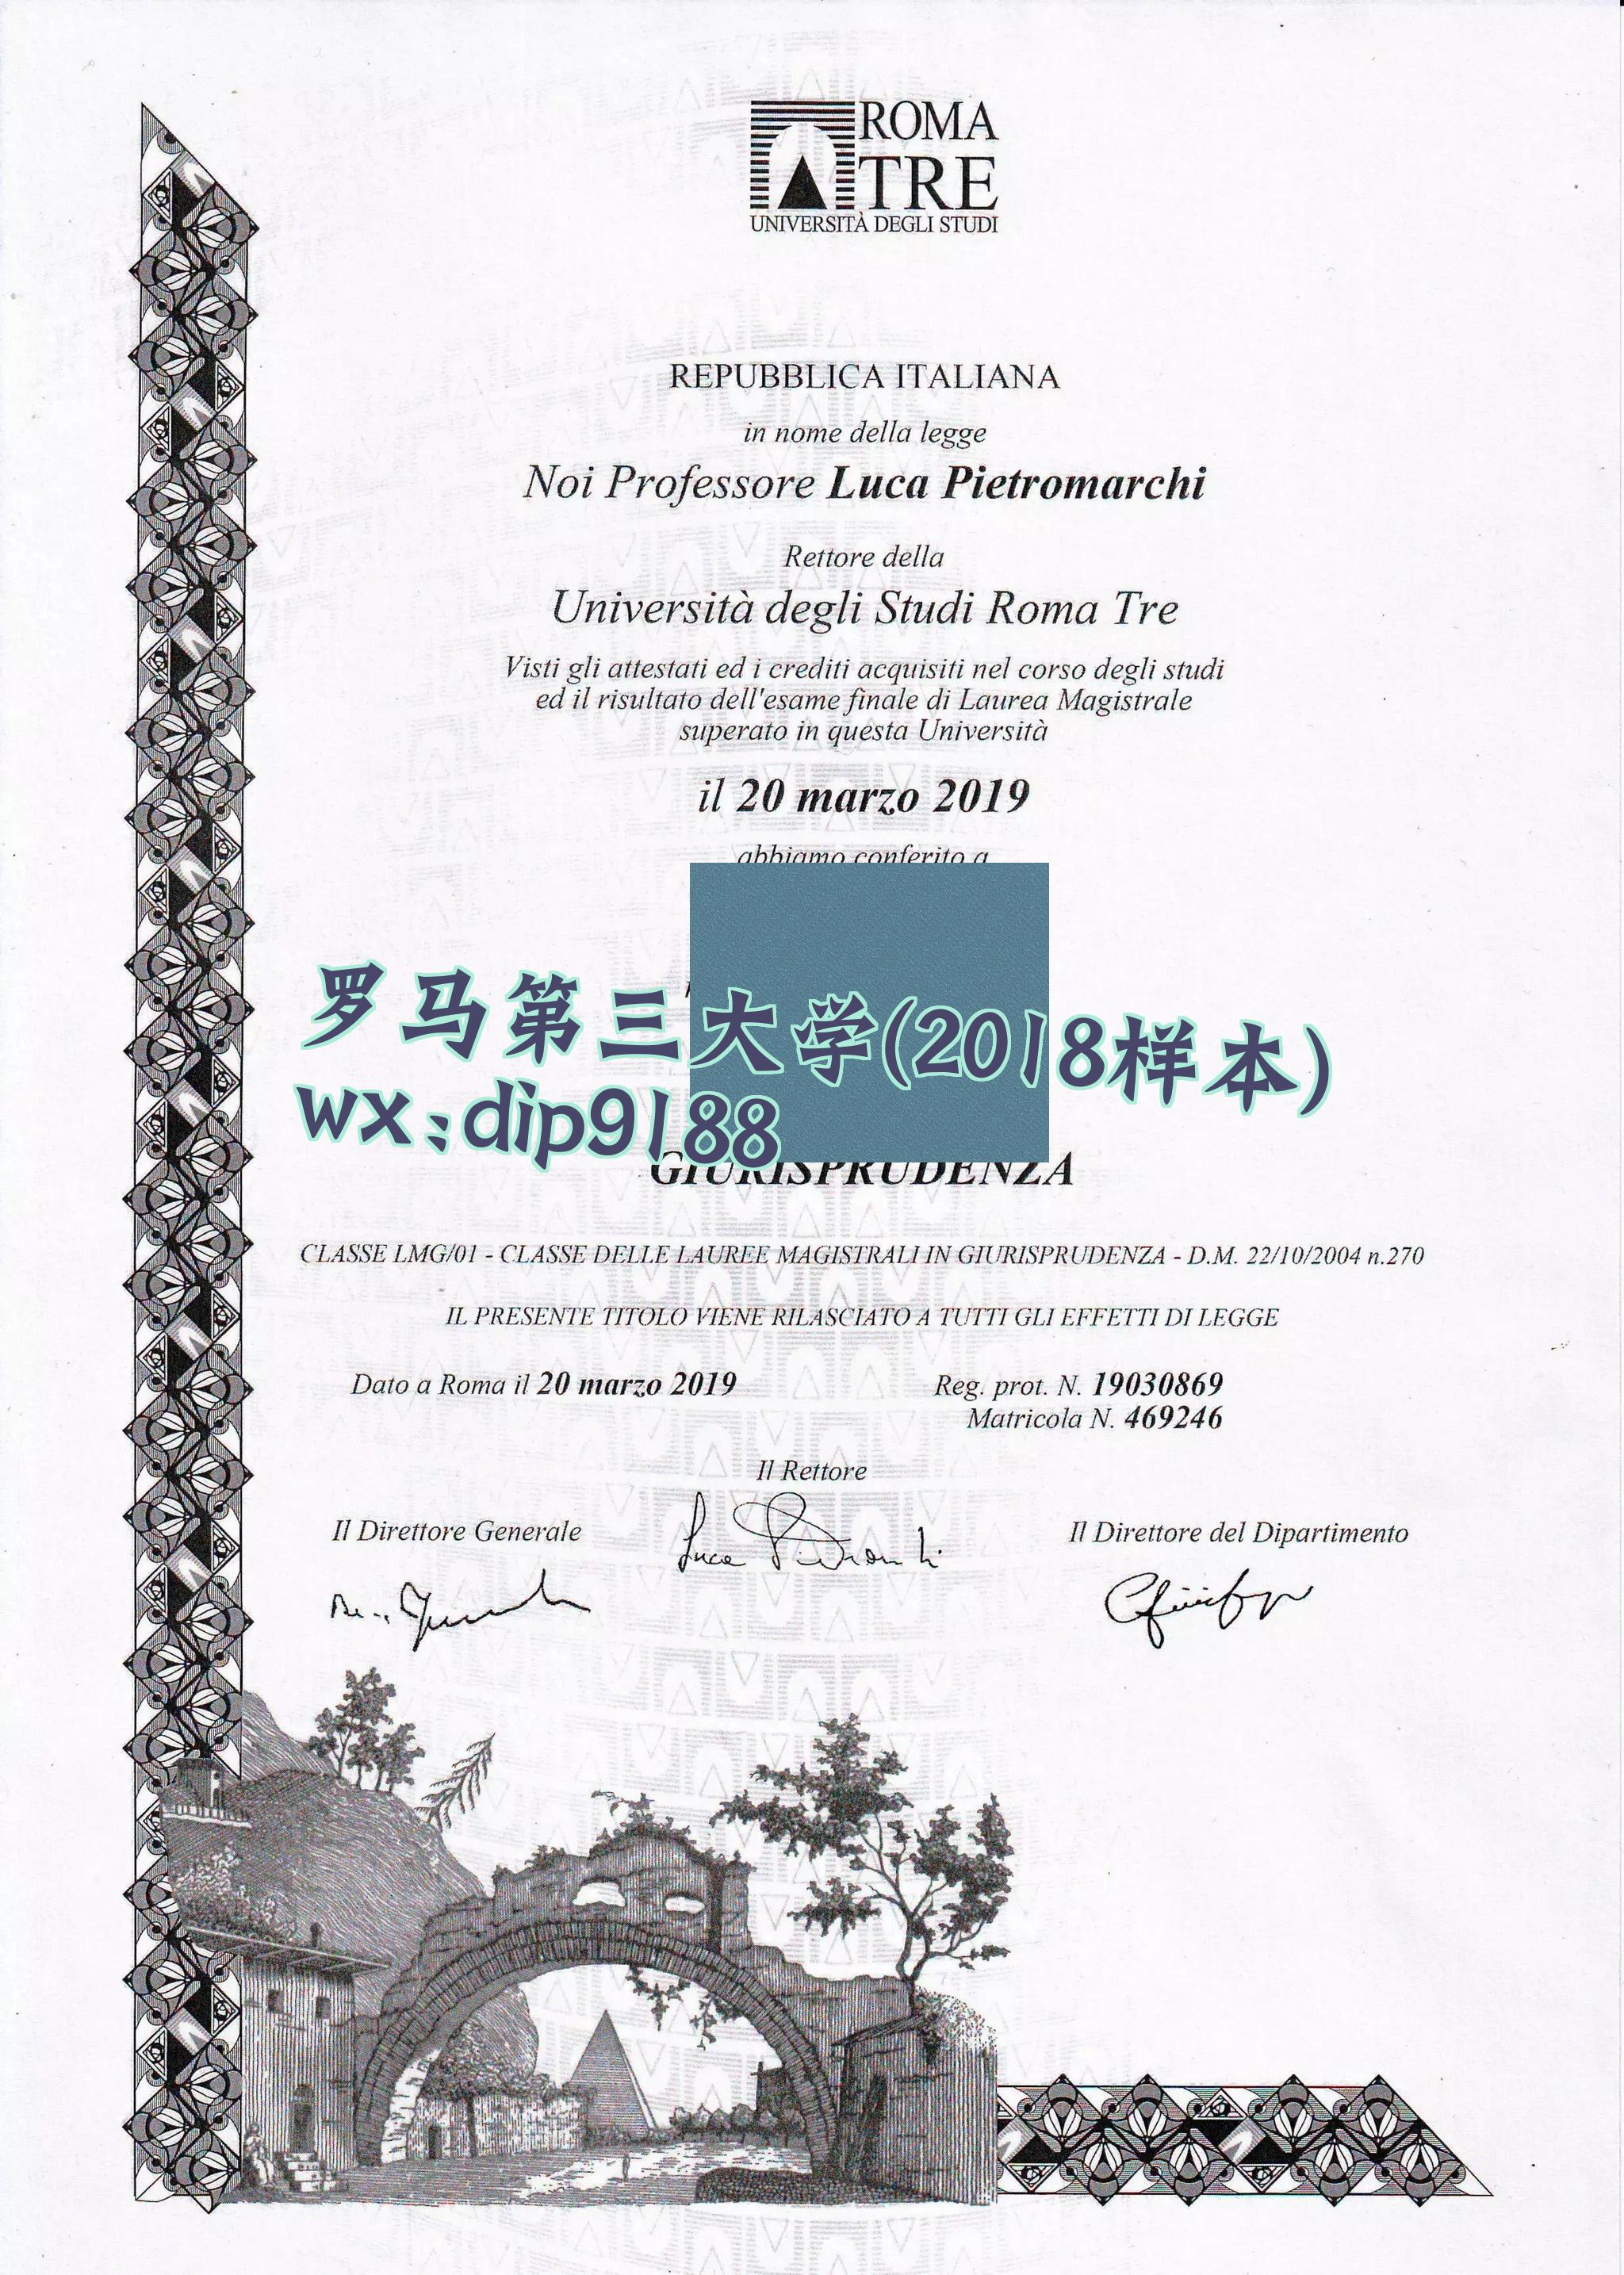 ROMA
TRE
UNIVERSITÀ DEGLI STUDI
REPUBBLICA ITALIANA
in nome della legge
Noi Professore Luca Pietromarchi
Rettore della
Università degli Studi Roma Tre
Visti gli attestati ed i crediti acquisiti nel corso degli studi
ed il risultato dell'esame finale di Laurea Magistrale
superato in questa Università
il 20 marzo 2019
abbiamo conferito a
罗马第三大学(2018样本)
wx:dip9188
GIURISPRUDENZA
CLASSE LMG/01 - CLASSE DELLE LAUREE MAGISTRALI IN GIURISPRUDENZA - D.M. 22/10/2004 n.270
IL PRESENTE TITOLO VIENE RILASCIATO A TUTTI GLI EFFETTI DI LEGGE
Dato a Roma il 20 marzo 2019
Reg. prot. N. 19030869
Matricola N. 469246
Il Rettore
Il Direttore Generale
Il Direttore del Dipartimento